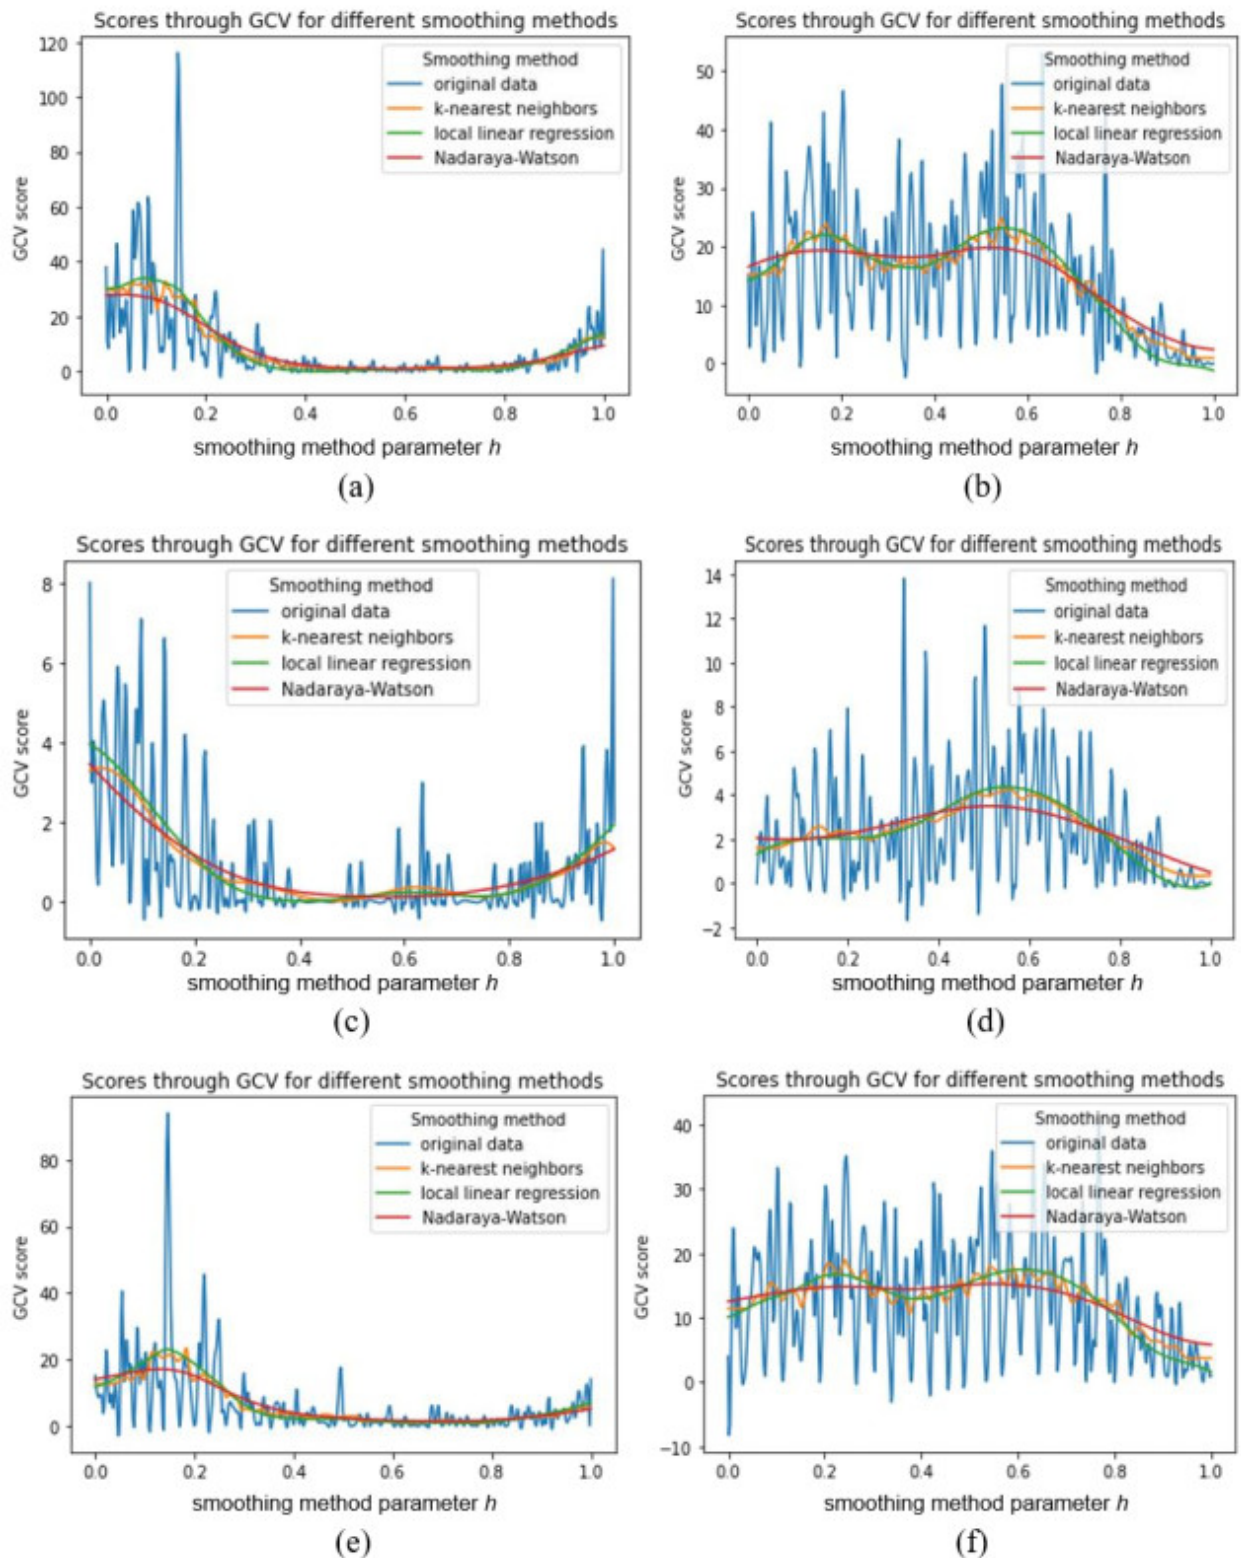 Scores through GCV for different smoothing methods
120
100
80
60
40
20
0
GCV score
Smoothing method
original data
k-nearest neighbors
local linear regression
Nadaraya-Watson
0.0 0.2 0.4 0.6 0.8 1.0
smoothing method parameter h
(a)
Scores through GCV for different smoothing methods
50
40
30
20
10
0
GCV score
Smoothing method
original data
k-nearest neighbors
local linear regression
Nadaraya-Watson
0.0 0.2 0.4 0.6 0.8 1.0
smoothing method parameter h
(b)
Scores through GCV for different smoothing methods
8
6
4
2
0
GCV score
Smoothing method
original data
k-nearest neighbors
local linear regression
Nadaraya-Watson
0.0 0.2 0.4 0.6 0.8 1.0
smoothing method parameter h
(c)
Scores through GCV for different smoothing methods
14
12
10
8
6
4
2
0
−2
GCV score
Smoothing method
original data
k-nearest neighbors
local linear regression
Nadaraya-Watson
0.0 0.2 0.4 0.6 0.8 1.0
smoothing method parameter h
(d)
Scores through GCV for different smoothing methods
80
60
40
20
0
GCV score
Smoothing method
original data
k-nearest neighbors
local linear regression
Nadaraya-Watson
0.0 0.2 0.4 0.6 0.8 1.0
smoothing method parameter h
(e)
Scores through GCV for different smoothing methods
40
30
20
10
0
−10
GCV score
Smoothing method
original data
k-nearest neighbors
local linear regression
Nadaraya-Watson
0.0 0.2 0.4 0.6 0.8 1.0
smoothing method parameter h
(f)